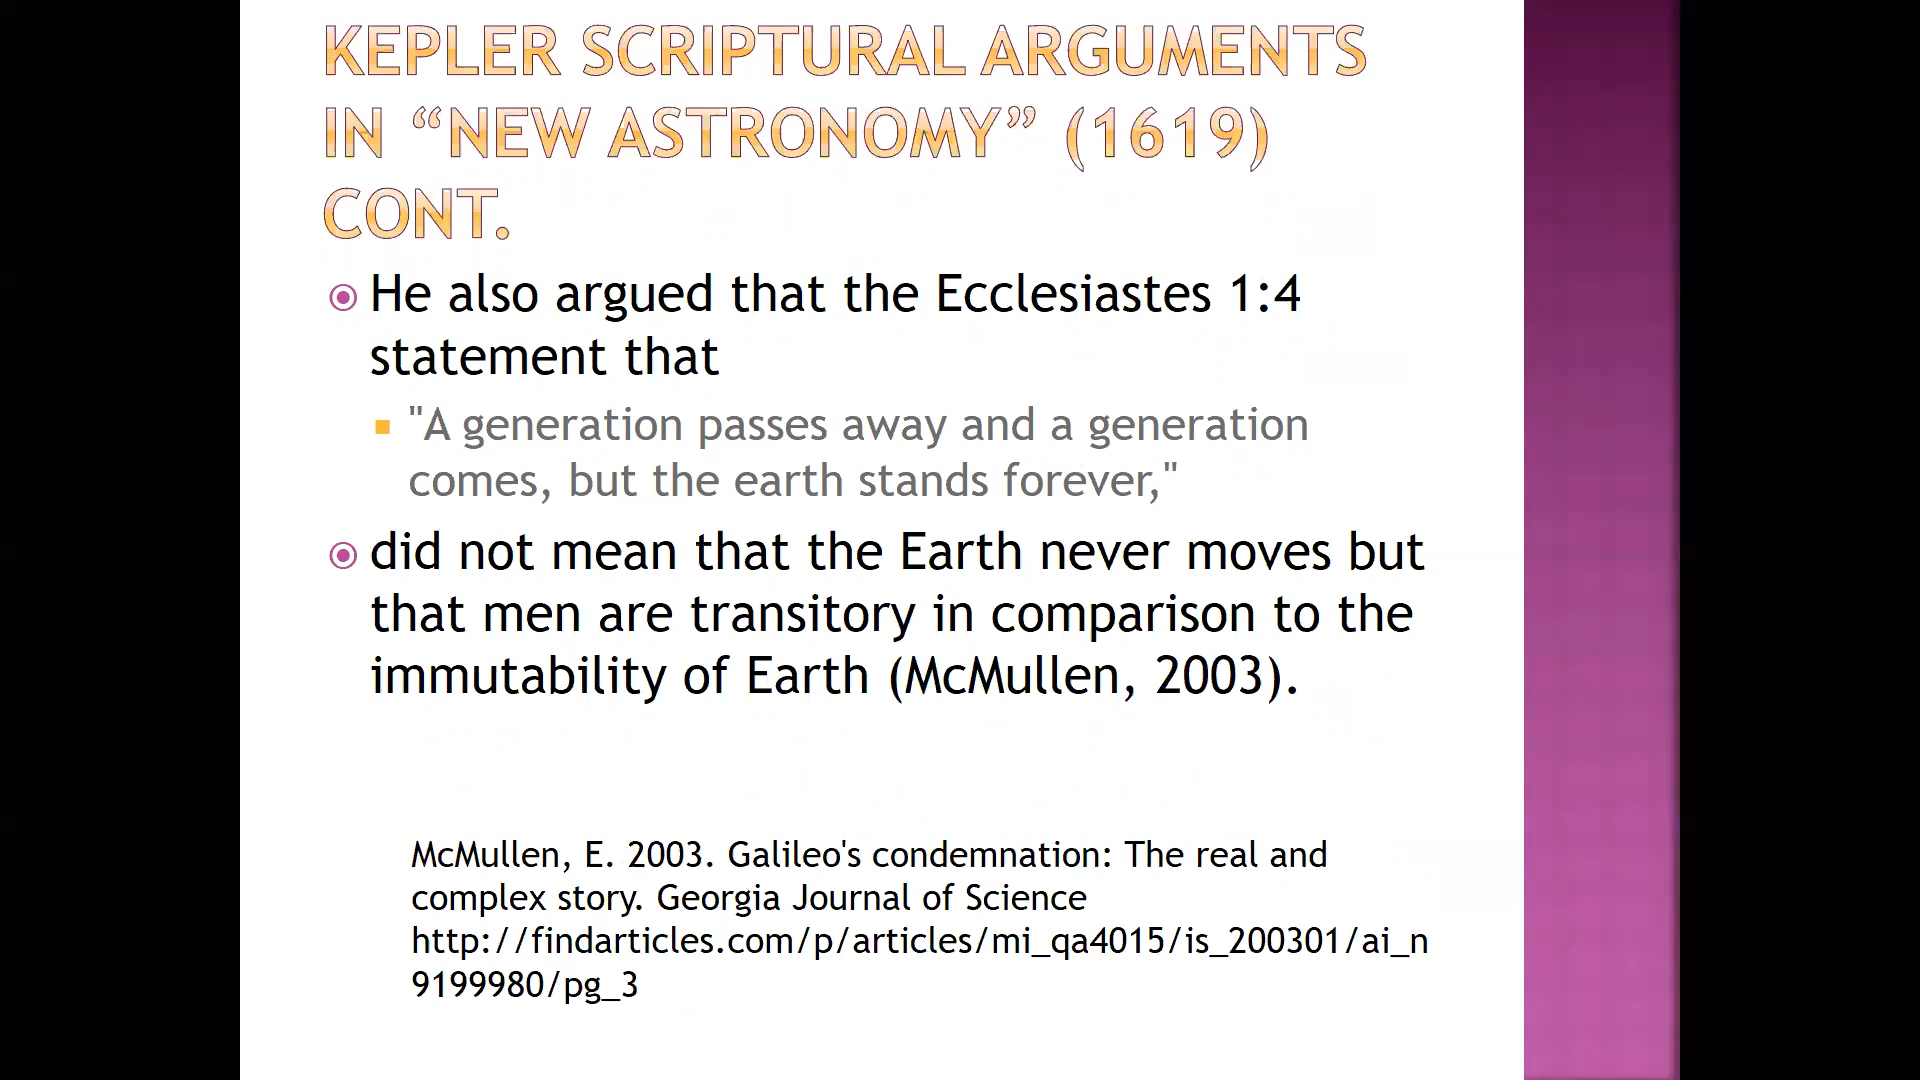 KEPLER SCRIPTURAL ARGUMENTS
IN “NEW ASTRONOMY” (1619)
CONT.
He also argued that the Ecclesiastes 1:4
statement that
"A generation passes away and a generation
comes, but the earth stands forever,"
did not mean that the Earth never moves but
that men are transitory in comparison to the
immutability of Earth (McMullen, 2003).
McMullen, E. 2003. Galileo's condemnation: The real and
complex story. Georgia Journal of Science
http://findarticles.com/p/articles/mi_qa4015/is_200301/ai_n
9199980/pg_3